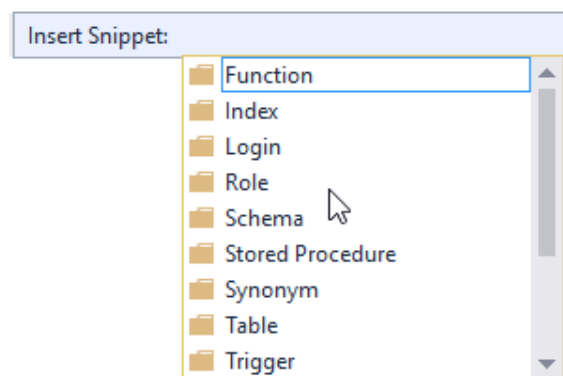 Insert Snippet:
Function
Index
Login
Role
Schema
Stored Procedure
Synonym
Table
Trigger